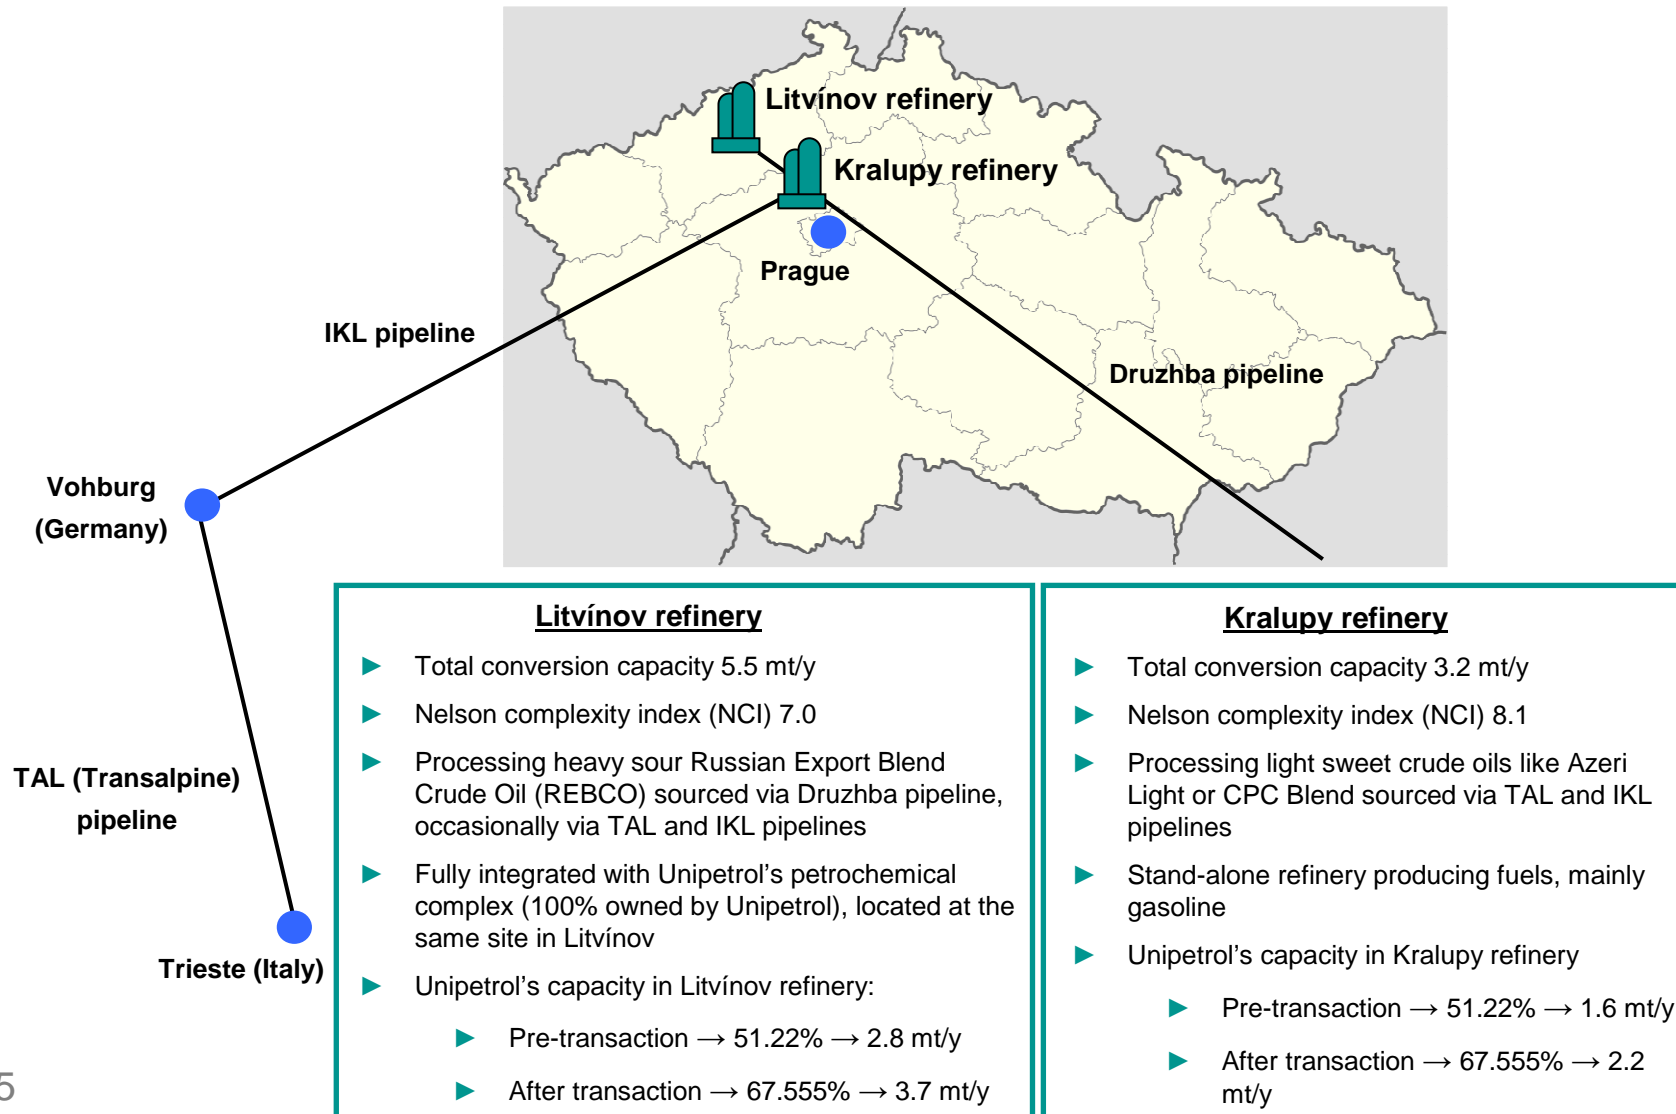 Litvínov refinery
Kralupy refinery
Prague
IKL pipeline
Druzhba pipeline
Vohburg
(Germany)
TAL (Transalpine)
pipeline
Trieste (Italy)
Litvínov refinery
► Total conversion capacity 5.5 mt/y
► Nelson complexity index (NCI) 7.0
► Processing heavy sour Russian Export Blend
Crude Oil (REBCO) sourced via Druzhba pipeline,
occasionally via TAL and IKL pipelines
► Fully integrated with Unipetrol's petrochemical
complex (100% owned by Unipetrol), located at the
same site in Litvínov
► Unipetrol's capacity in Litvínov refinery:
► Pre-transaction → 51.22% → 2.8 mt/y
► After transaction → 67.555% → 3.7 mt/y
Kralupy refinery
► Total conversion capacity 3.2 mt/y
► Nelson complexity index (NCI) 8.1
► Processing light sweet crude oils like Azeri
Light or CPC Blend sourced via TAL and IKL
pipelines
► Stand-alone refinery producing fuels, mainly
gasoline
► Unipetrol's capacity in Kralupy refinery
► Pre-transaction → 51.22% → 1.6 mt/y
► After transaction → 67.555% → 2.2
mt/y
5